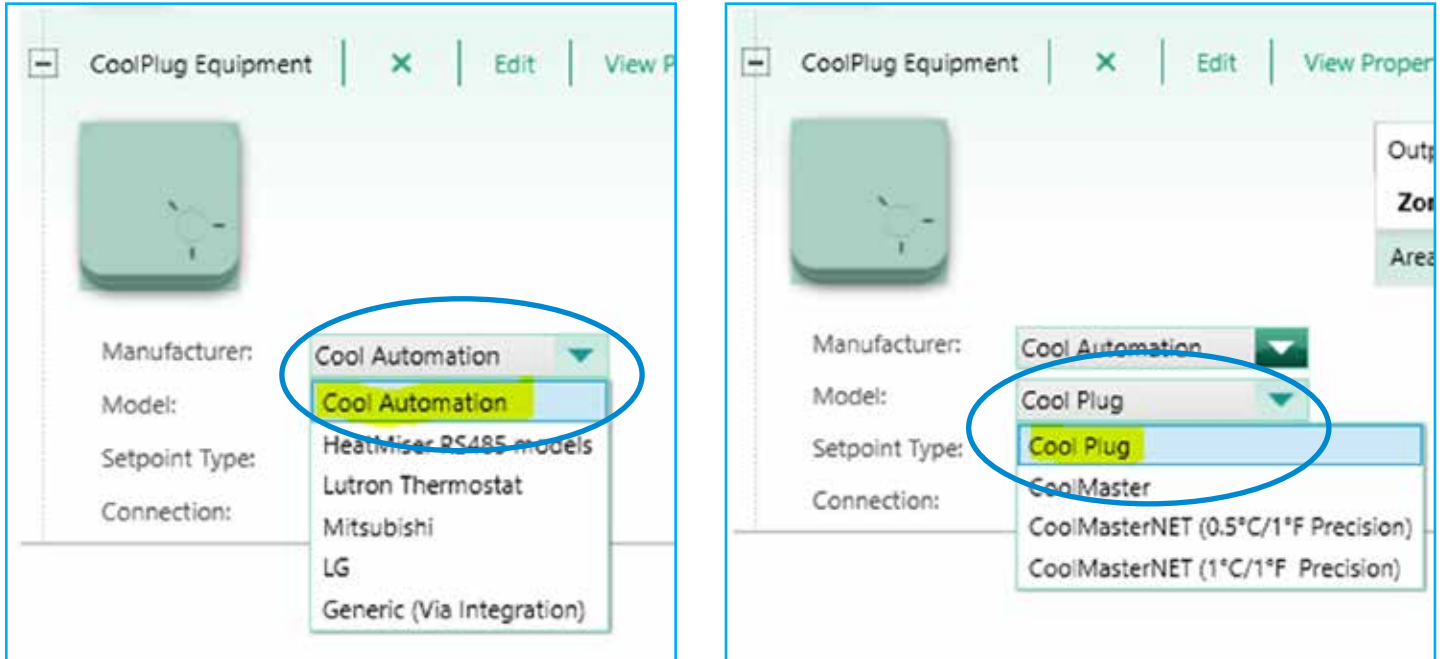 CoolPlug Equipment × Edit View P
Manufacturer: Cool Automation
Model: Cool Automation
HeatMiser RS485 models
Setpoint Type:
Lutron Thermostat
Connection:
Mitsubishi
LG
Generic (Via Integration)
CoolPlug Equipment × Edit View Proper
Outp
Zon
Area
Manufacturer: Cool Automation
Model: Cool Plug
Setpoint Type: Cool Plug
CoolMaster
Connection:
CoolMasterNET (0.5°C/1°F Precision)
CoolMasterNET (1°C/1°F Precision)